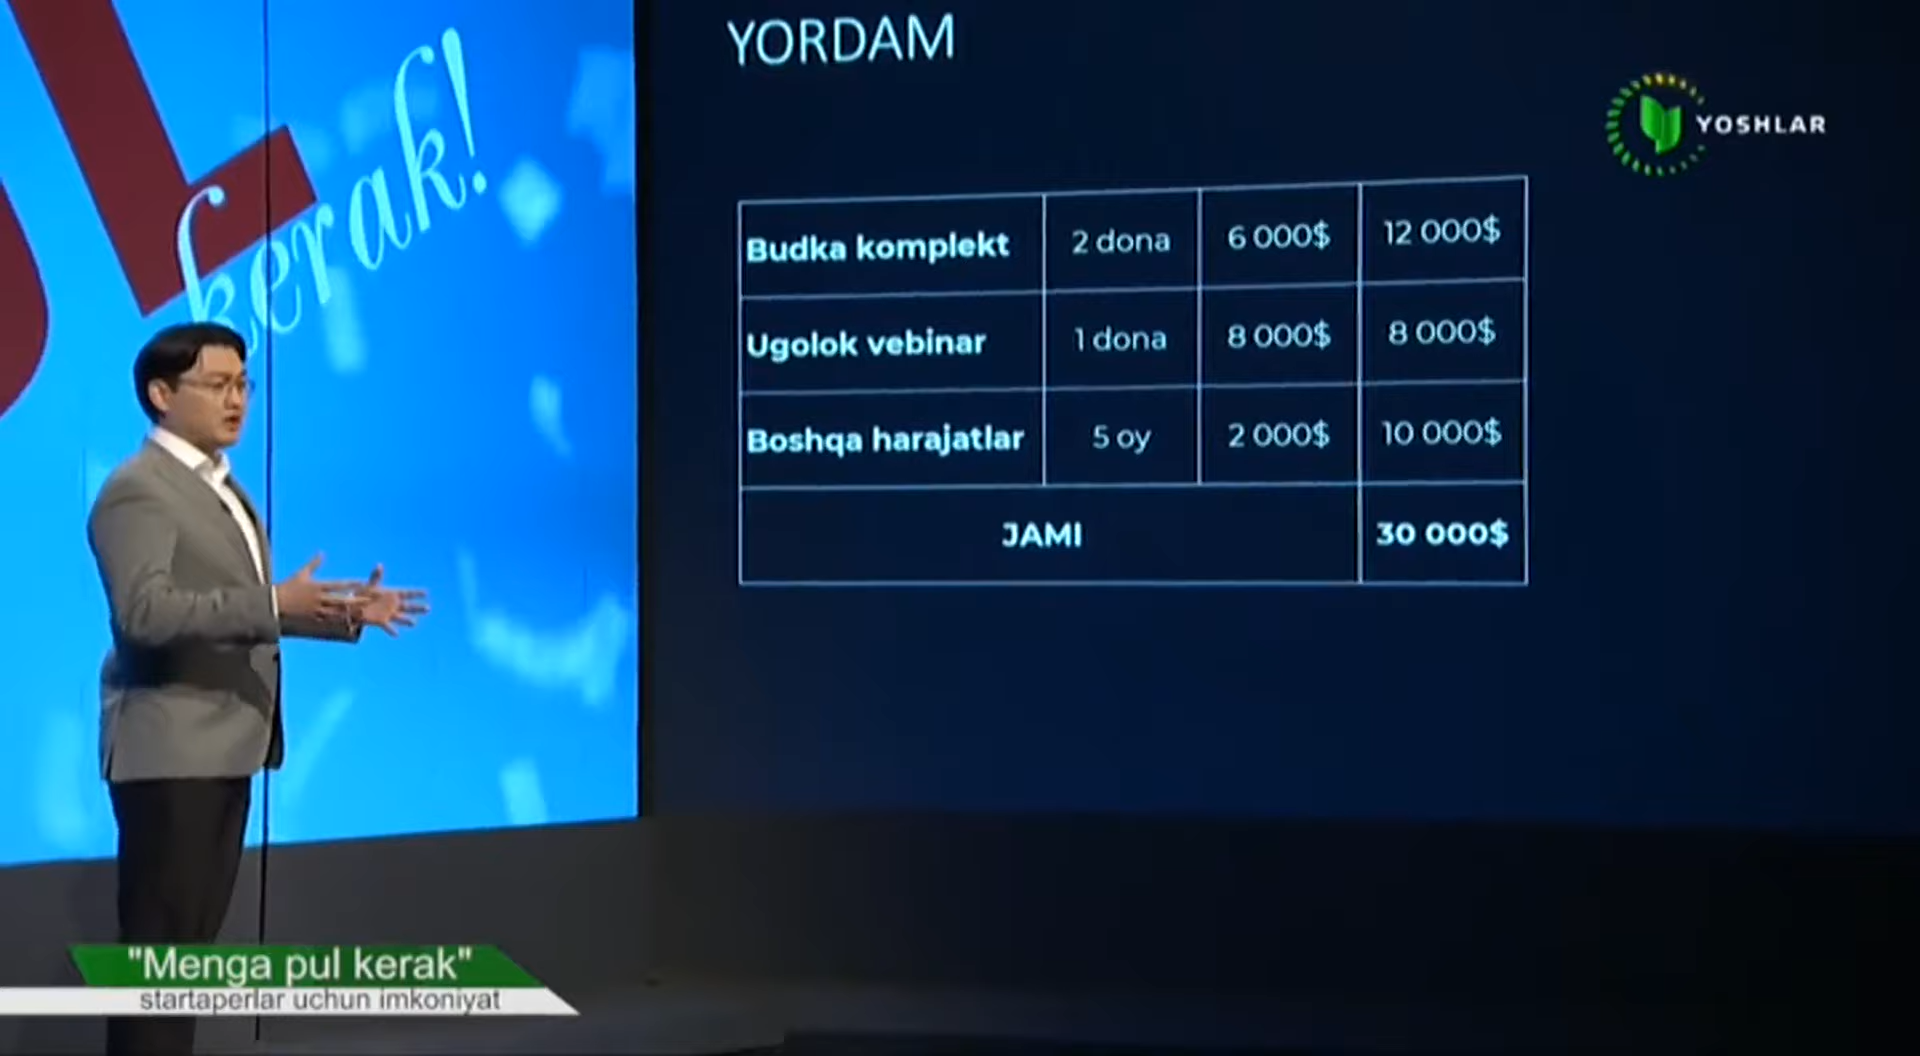 kerak!
YORDAM
YOSHLAR
Budka komplekt 2 dona 6 000$ 12 000$
Ugolok vebinar 1 dona 8 000$ 8 000$
Boshqa harajatlar 5 oy 2 000$ 10 000$
JAMI 30 000$
"Menga pul kerak"
startaperlar uchun imkoniyat